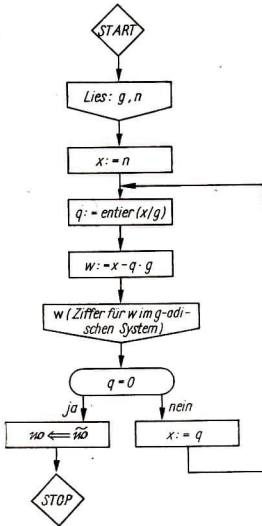 START
Lies: g, n
x := n
q := entier (x/g)
w := x - q · g
w (Ziffer für w im g-adi-
schen System)
q = 0
ja
nein
x := q
STOP